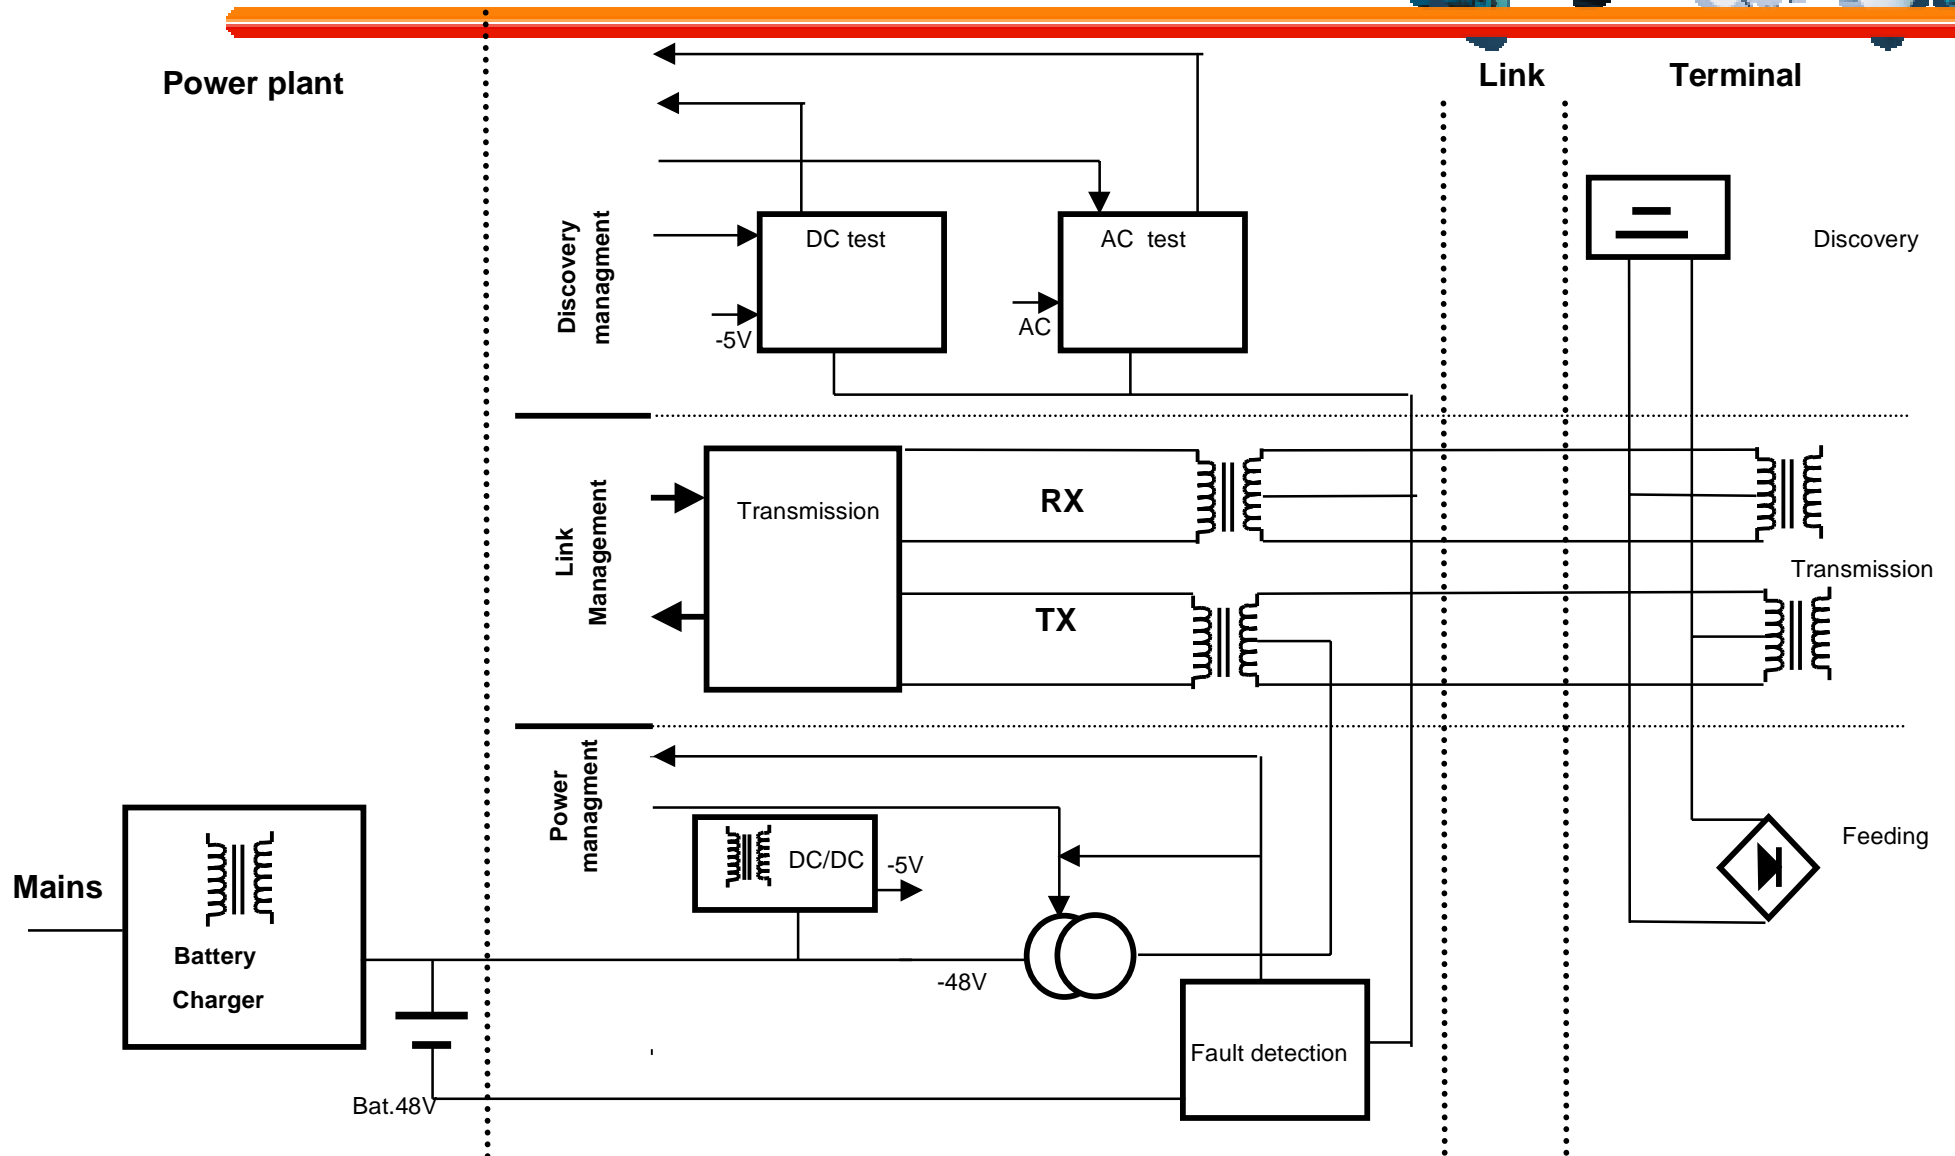 Power plant
Link
Terminal
Discovery
managment
DC test
AC test
-5V
AC
Discovery
Link
Management
Transmission
RX
TX
Transmission
Power
managment
DC/DC
-5V
-48V
Feeding
Mains
Battery
Charger
Bat.48V
Fault detection